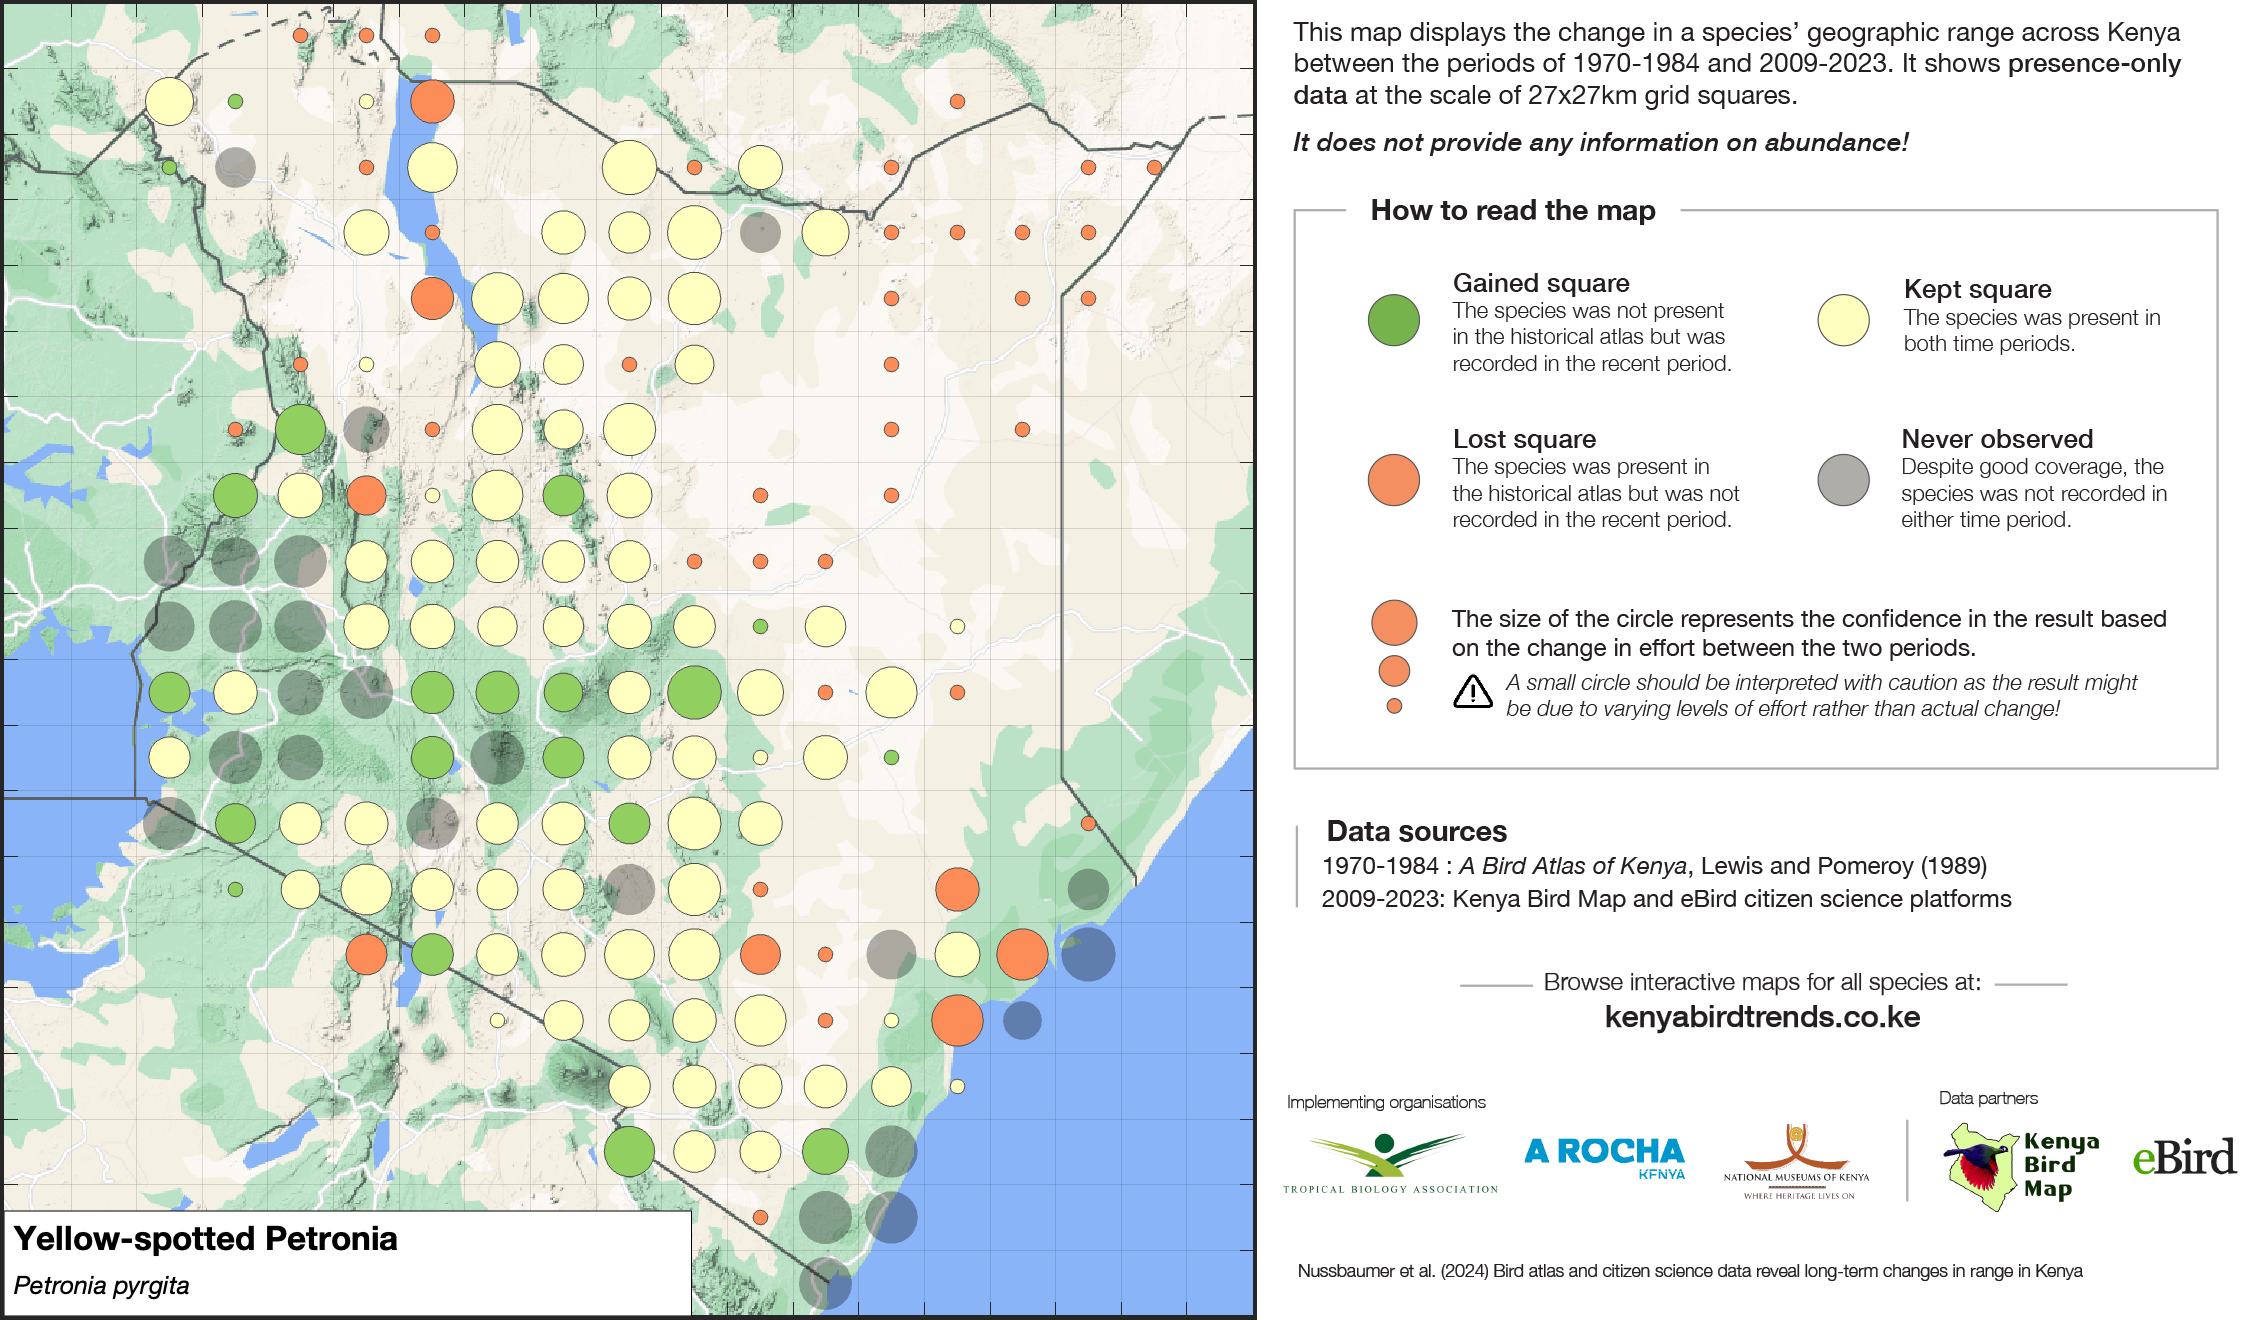 This map displays the change in a species’ geographic range across Kenya
between the periods of 1970-1984 and 2009-2023. It shows presence-only
data at the scale of 27x27km grid squares.
It does not provide any information on abundance!
How to read the map
Gained square
The species was not present
in the historical atlas but was
recorded in the recent period.
Kept square
The species was present in
both time periods.
Lost square
The species was present in
the historical atlas but was not
recorded in the recent period.
Never observed
Despite good coverage, the
species was not recorded in
either time period.
The size of the circle represents the confidence in the result based
on the change in effort between the two periods.
A small circle should be interpreted with caution as the result might
be due to varying levels of effort rather than actual change!
Data sources
1970-1984 : A Bird Atlas of Kenya, Lewis and Pomeroy (1989)
2009-2023: Kenya Bird Map and eBird citizen science platforms
Browse interactive maps for all species at:
kenyabirdtrends.co.ke
Implementing organisations
Data partners
TROPICAL BIOLOGY ASSOCIATION
A ROCHA
KENYA
NATIONAL MUSEUMS OF KENYA
WHERE HERITAGE LIVES ON
Kenya
Bird
Map
eBird
Yellow-spotted Petronia
Petronia pyrgita
Nussbaumer et al. (2024) Bird atlas and citizen science data reveal long-term changes in range in Kenya